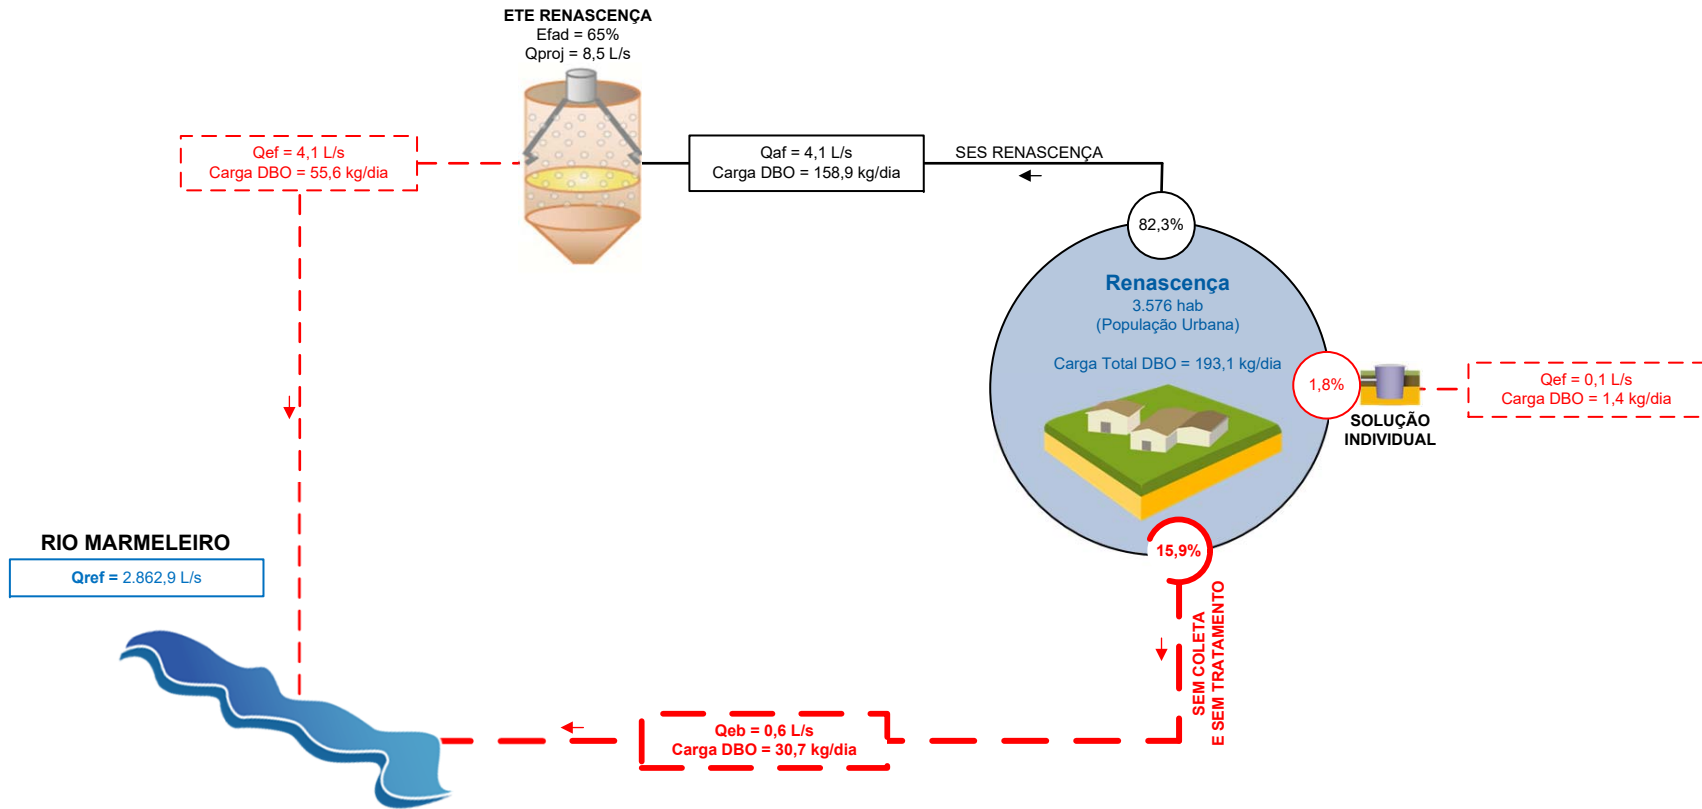 ETE RENASCENÇA
Efad = 65%
Qproj = 8,5 L/s
Qef = 4,1 L/s
Carga DBO = 55,6 kg/dia
Qaf = 4,1 L/s
Carga DBO = 158,9 kg/dia
SES RENASCENÇA
82,3%
Renascença
3.576 hab
(População Urbana)
Carga Total DBO = 193,1 kg/dia
1,8%
SOLUÇÃO
INDIVIDUAL
Qef = 0,1 L/s
Carga DBO = 1,4 kg/dia
15,9%
SEM COLETA
E SEM TRATAMENTO
RIO MARMELEIRO
Qref = 2.862,9 L/s
Qeb = 0,6 L/s
Carga DBO = 30,7 kg/dia